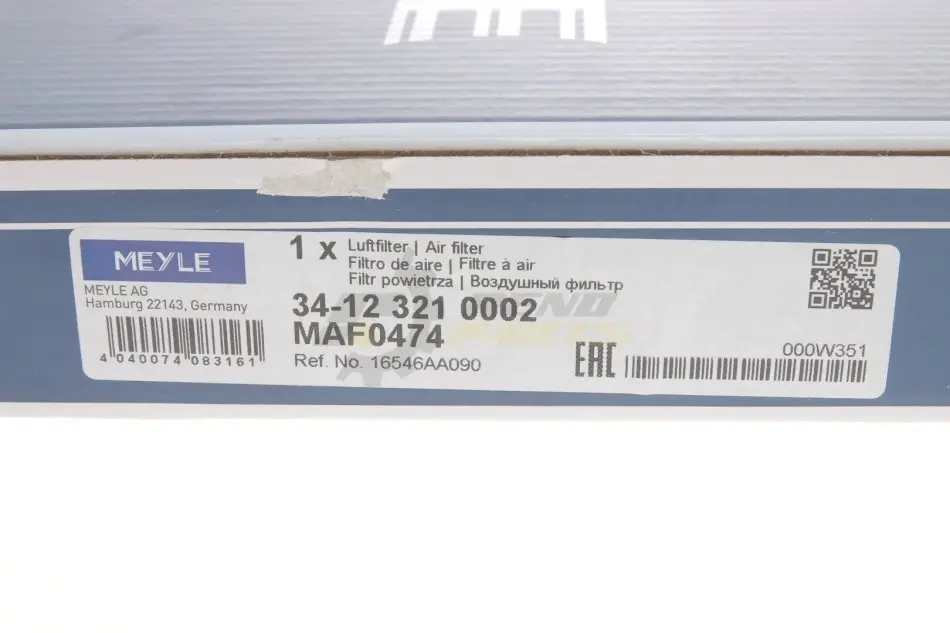 MEYLE
MEYLE AG
Hamburg 22143, Germany
4 040074 083161
1 x Luftfilter | Air filter
Filtro de aire | Filtre à air
Filtr powietrza | Воздушный фильтр
34-12 321 0002
MAF0474
Ref. No. 16546AA090
EAC
000W351
PARTS